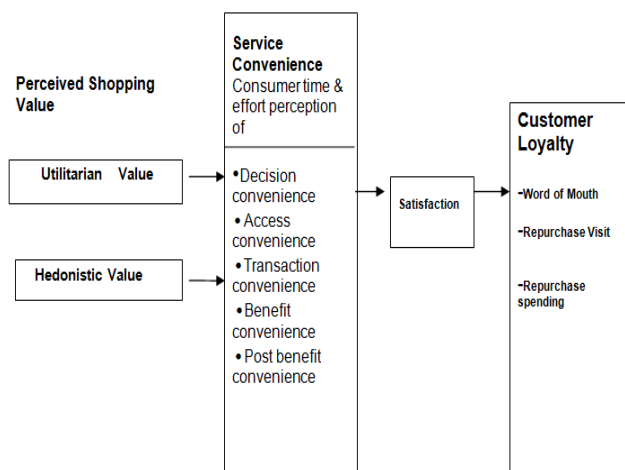 Perceived Shopping
Value
Utilitarian Value
Hedonistic Value
Service
Convenience
Consumer time &
effort perception
of
•Decision
convenience
• Access
convenience
• Transaction
convenience
• Benefit
convenience
• Post benefit
convenience
Satisfaction
Customer
Loyalty
-Word of Mouth
-Repurchase Visit
-Repurchase
spending